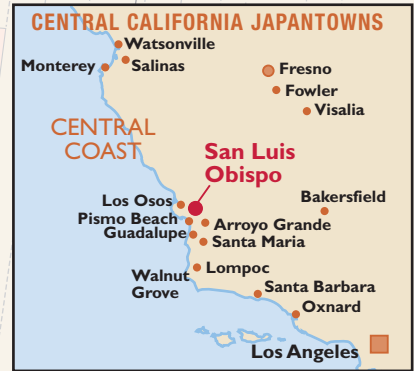 CENTRAL CALIFORNIA JAPANTOWNS
Watsonville
Monterey
Salinas
Fresno
Fowler
Visalia
CENTRAL
COAST
San Luis
Obispo
Los Osos
Bakersfield
Pismo Beach
Arroyo Grande
Guadalupe
Santa Maria
Lompoc
Walnut
Grove
Santa Barbara
Oxnard
Los Angeles